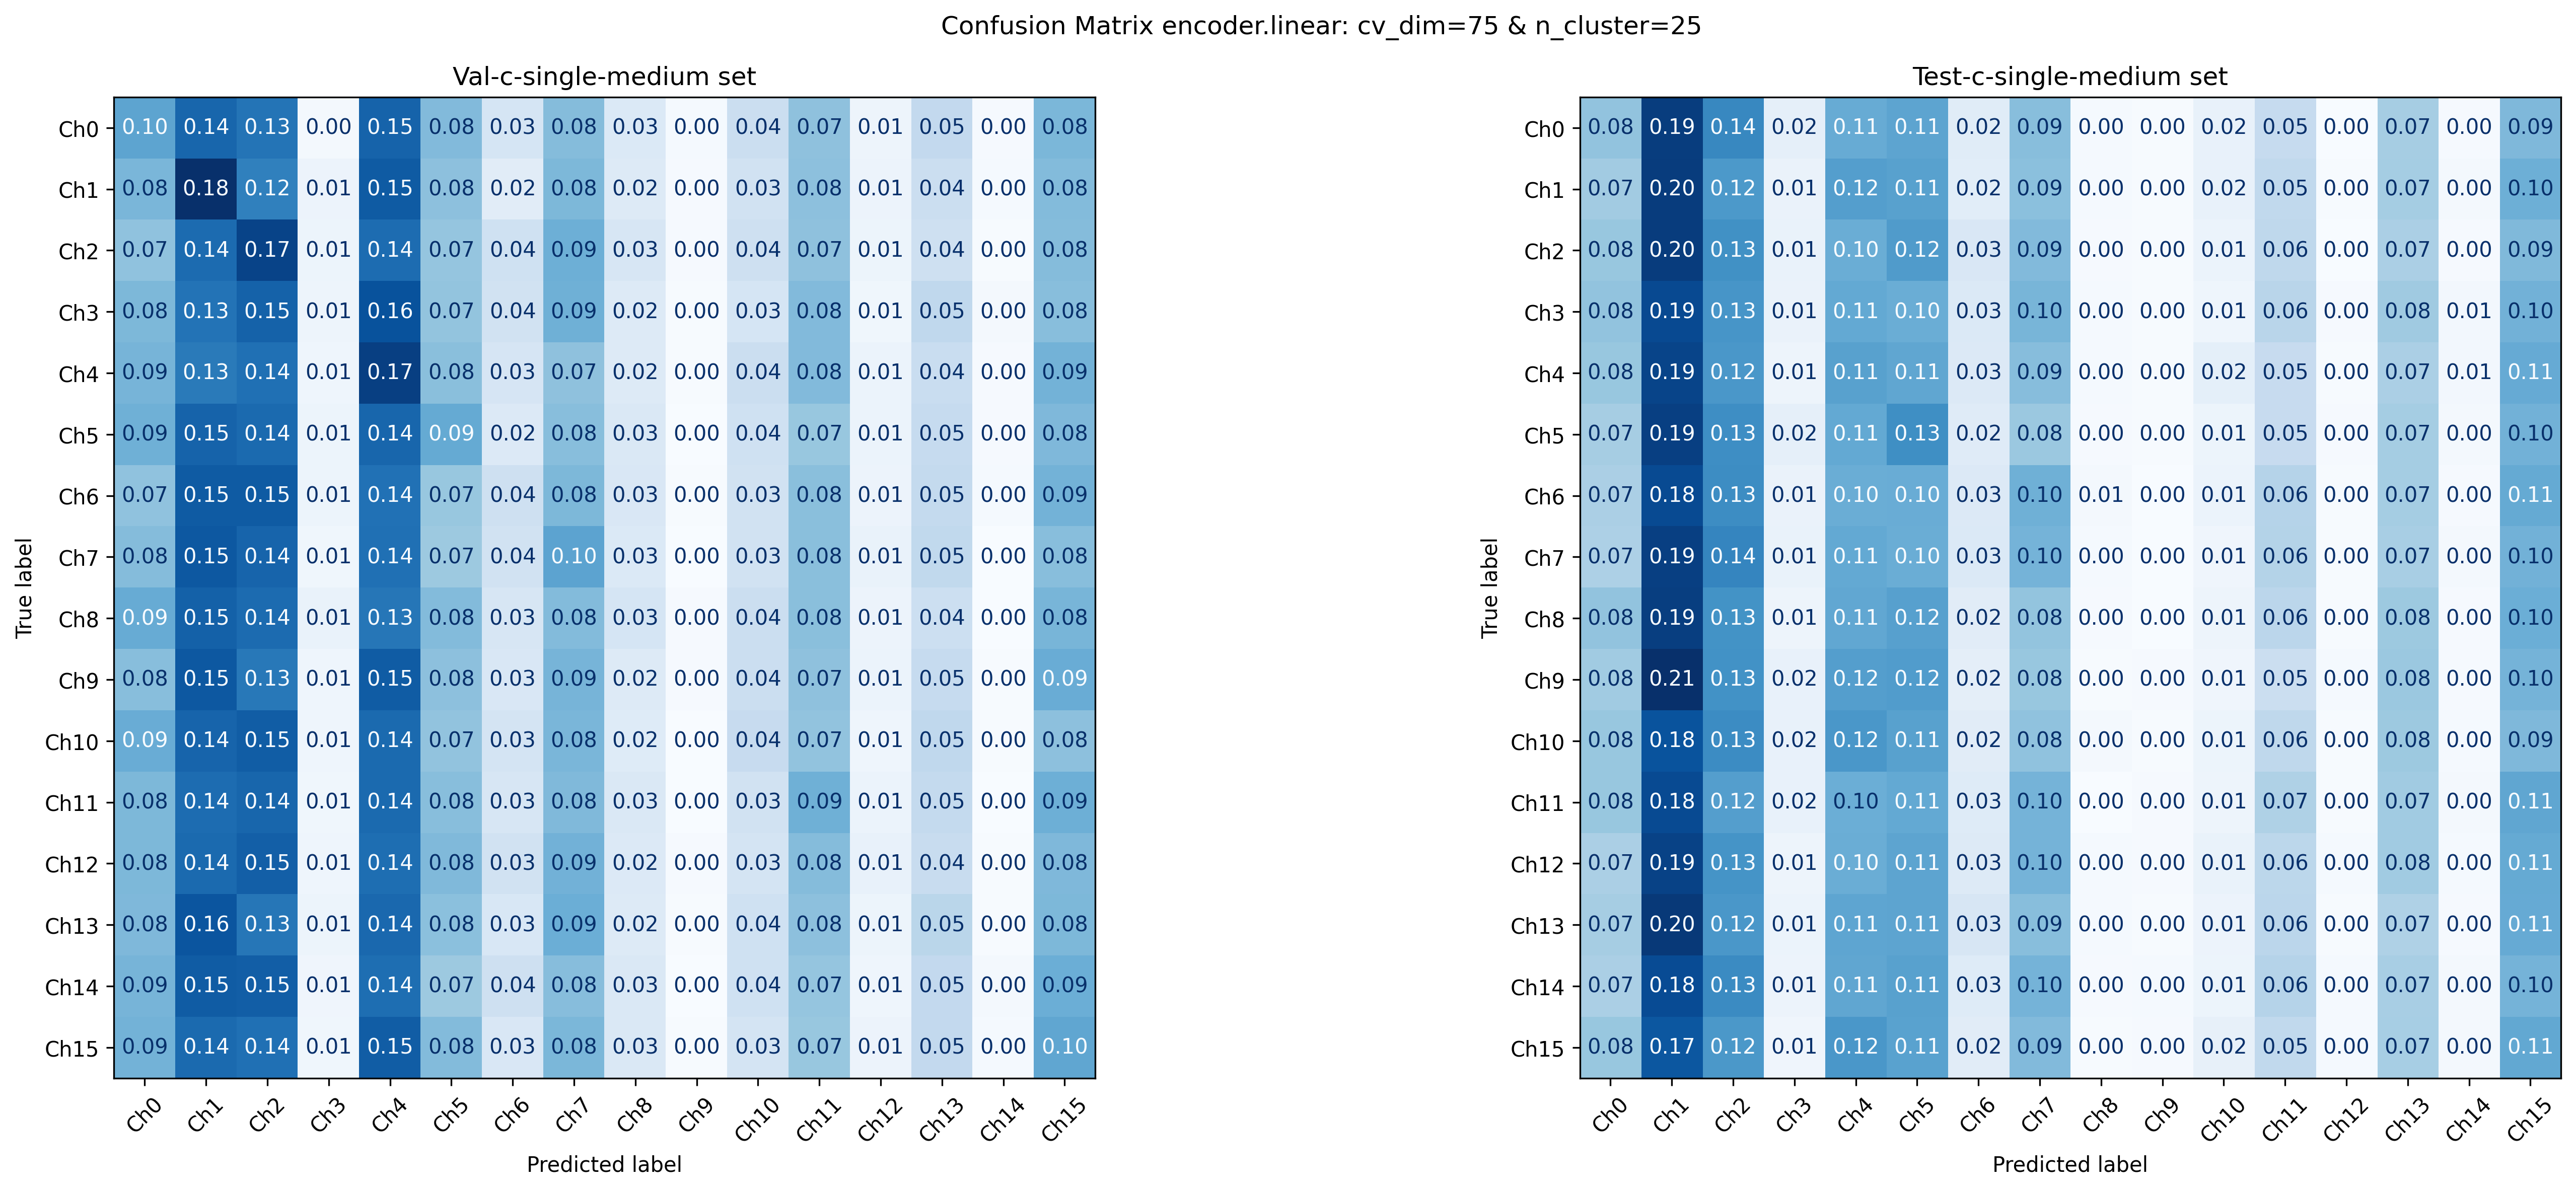 Confusion Matrix encoder.linear: cv_dim=75 & n_cluster=25
Val-c-single-medium set
True label
Ch0 0.10 0.14 0.13 0.00 0.15 0.08 0.03 0.08 0.03 0.00 0.04 0.07 0.01 0.05 0.00 0.08
Ch1 0.08 0.18 0.12 0.01 0.15 0.08 0.02 0.08 0.02 0.00 0.03 0.08 0.01 0.04 0.00 0.08
Ch2 0.07 0.14 0.17 0.01 0.14 0.07 0.04 0.09 0.03 0.00 0.04 0.07 0.01 0.04 0.00 0.08
Ch3 0.08 0.13 0.15 0.01 0.16 0.07 0.04 0.09 0.02 0.00 0.03 0.08 0.01 0.05 0.00 0.08
Ch4 0.09 0.13 0.14 0.01 0.17 0.08 0.03 0.07 0.02 0.00 0.04 0.08 0.01 0.04 0.00 0.09
Ch5 0.09 0.15 0.14 0.01 0.14 0.09 0.02 0.08 0.03 0.00 0.04 0.07 0.01 0.05 0.00 0.08
Ch6 0.07 0.15 0.15 0.01 0.14 0.07 0.04 0.08 0.03 0.00 0.03 0.08 0.01 0.05 0.00 0.09
Ch7 0.08 0.15 0.14 0.01 0.14 0.07 0.04 0.10 0.03 0.00 0.03 0.08 0.01 0.05 0.00 0.08
Ch8 0.09 0.15 0.14 0.01 0.13 0.08 0.03 0.08 0.03 0.00 0.04 0.08 0.01 0.04 0.00 0.08
Ch9 0.08 0.15 0.13 0.01 0.15 0.08 0.03 0.09 0.02 0.00 0.04 0.07 0.01 0.05 0.00 0.09
Ch10 0.09 0.14 0.15 0.01 0.14 0.07 0.03 0.08 0.02 0.00 0.04 0.07 0.01 0.05 0.00 0.08
Ch11 0.08 0.14 0.14 0.01 0.14 0.08 0.03 0.08 0.03 0.00 0.03 0.09 0.01 0.05 0.00 0.09
Ch12 0.08 0.14 0.15 0.01 0.14 0.08 0.03 0.09 0.02 0.00 0.03 0.08 0.01 0.04 0.00 0.08
Ch13 0.08 0.16 0.13 0.01 0.14 0.08 0.03 0.09 0.02 0.00 0.04 0.08 0.01 0.05 0.00 0.08
Ch14 0.09 0.15 0.15 0.01 0.14 0.07 0.04 0.08 0.03 0.00 0.04 0.07 0.01 0.05 0.00 0.09
Ch15 0.09 0.14 0.14 0.01 0.15 0.08 0.03 0.08 0.03 0.00 0.03 0.07 0.01 0.05 0.00 0.10
Ch0 Ch1 Ch2 Ch3 Ch4 Ch5 Ch6 Ch7 Ch8 Ch9 Ch10 Ch11 Ch12 Ch13 Ch14 Ch15
Predicted label
Test-c-single-medium set
True label
Ch0 0.08 0.19 0.14 0.02 0.11 0.11 0.02 0.09 0.00 0.00 0.02 0.05 0.00 0.07 0.00 0.09
Ch1 0.07 0.20 0.12 0.01 0.12 0.11 0.02 0.09 0.00 0.00 0.02 0.05 0.00 0.07 0.00 0.10
Ch2 0.08 0.20 0.13 0.01 0.10 0.12 0.03 0.09 0.00 0.00 0.01 0.06 0.00 0.07 0.00 0.09
Ch3 0.08 0.19 0.13 0.01 0.11 0.10 0.03 0.10 0.00 0.00 0.01 0.06 0.00 0.08 0.01 0.10
Ch4 0.08 0.19 0.12 0.01 0.11 0.11 0.03 0.09 0.00 0.00 0.02 0.05 0.00 0.07 0.01 0.11
Ch5 0.07 0.19 0.13 0.02 0.11 0.13 0.02 0.08 0.00 0.00 0.01 0.05 0.00 0.07 0.00 0.10
Ch6 0.07 0.18 0.13 0.01 0.10 0.10 0.03 0.10 0.01 0.00 0.01 0.06 0.00 0.07 0.00 0.11
Ch7 0.07 0.19 0.14 0.01 0.11 0.10 0.03 0.10 0.00 0.00 0.01 0.06 0.00 0.07 0.00 0.10
Ch8 0.08 0.19 0.13 0.01 0.11 0.12 0.02 0.08 0.00 0.00 0.01 0.06 0.00 0.08 0.00 0.10
Ch9 0.08 0.21 0.13 0.02 0.12 0.12 0.02 0.08 0.00 0.00 0.01 0.05 0.00 0.08 0.00 0.10
Ch10 0.08 0.18 0.13 0.02 0.12 0.11 0.02 0.08 0.00 0.00 0.01 0.06 0.00 0.08 0.00 0.09
Ch11 0.08 0.18 0.12 0.02 0.10 0.11 0.03 0.10 0.00 0.00 0.01 0.07 0.00 0.07 0.00 0.11
Ch12 0.07 0.19 0.13 0.01 0.10 0.11 0.03 0.10 0.00 0.00 0.01 0.06 0.00 0.08 0.00 0.11
Ch13 0.07 0.20 0.12 0.01 0.11 0.11 0.03 0.09 0.00 0.00 0.01 0.06 0.00 0.07 0.00 0.11
Ch14 0.07 0.18 0.13 0.01 0.11 0.11 0.03 0.10 0.00 0.00 0.01 0.06 0.00 0.07 0.00 0.10
Ch15 0.08 0.17 0.12 0.01 0.12 0.11 0.02 0.09 0.00 0.00 0.02 0.05 0.00 0.07 0.00 0.11
Ch0 Ch1 Ch2 Ch3 Ch4 Ch5 Ch6 Ch7 Ch8 Ch9 Ch10 Ch11 Ch12 Ch13 Ch14 Ch15
Predicted label